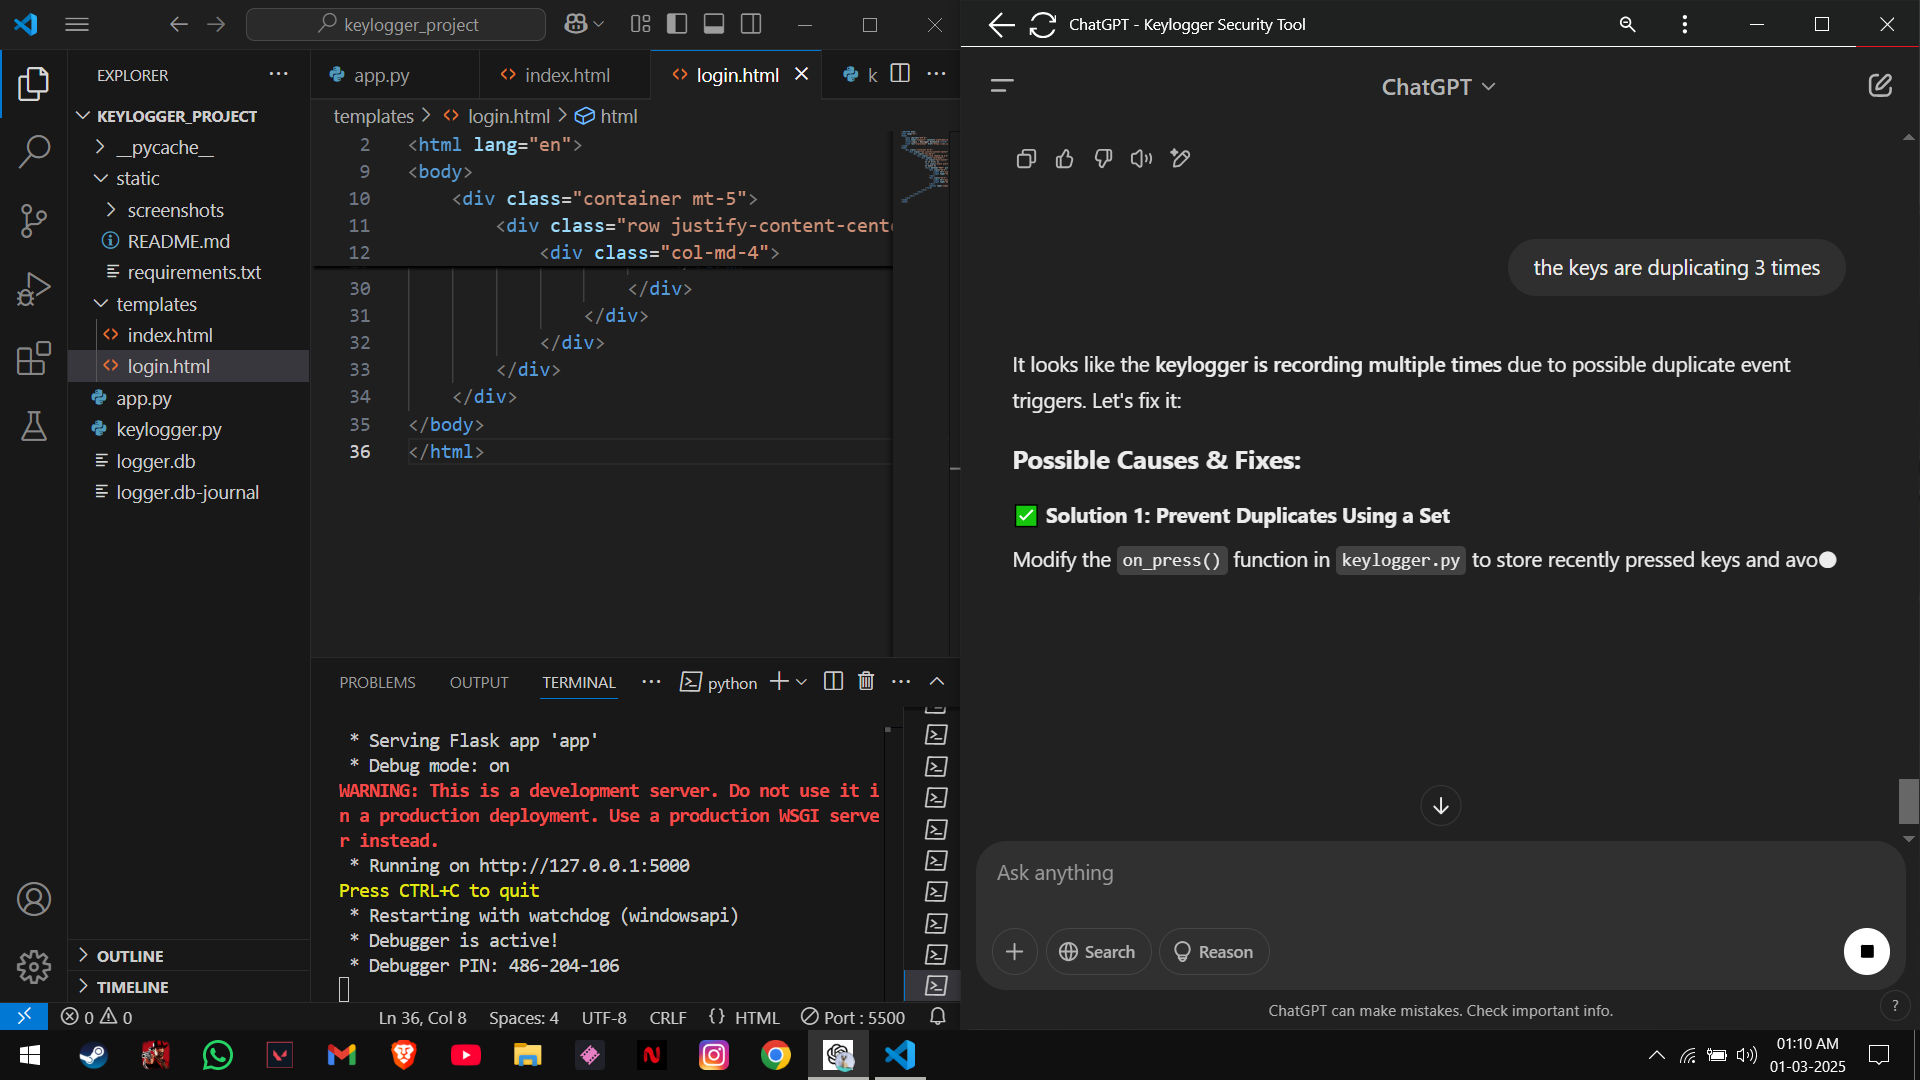 keylogger_project
EXPLORER
KEYLOGGER_PROJECT
__pycache__
static
screenshots
README.md
requirements.txt
templates
index.html
login.html
app.py
keylogger.py
logger.db
logger.db-journal
OUTLINE
TIMELINE
app.py
index.html
login.html
k
templates > login.html > html
2 <html lang="en">
9 <body>
10 <div class="container mt-5">
11 <div class="row justify-content-cent
12 <div class="col-md-4">
30 </div>
31 </div>
32 </div>
33 </div>
34 </div>
35 </body>
36 </html>
PROBLEMS OUTPUT TERMINAL python
* Serving Flask app 'app'
* Debug mode: on
WARNING: This is a development server. Do not use it i
n a production deployment. Use a production WSGI serve
r instead.
* Running on http://127.0.0.1:5000
Press CTRL+C to quit
* Restarting with watchdog (windowsapi)
* Debugger is active!
* Debugger PIN: 486-204-106
0 0 Ln 36, Col 8 Spaces: 4 UTF-8 CRLF {} HTML Port : 5500
ChatGPT - Keylogger Security Tool
ChatGPT
the keys are duplicating 3 times
It looks like the keylogger is recording multiple times due to possible duplicate event
triggers. Let's fix it:
Possible Causes & Fixes:
✅ Solution 1: Prevent Duplicates Using a Set
Modify the on_press() function in keylogger.py to store recently pressed keys and avo
Ask anything
Search
Reason
ChatGPT can make mistakes. Check important info.
?
01:10 AM
01-03-2025